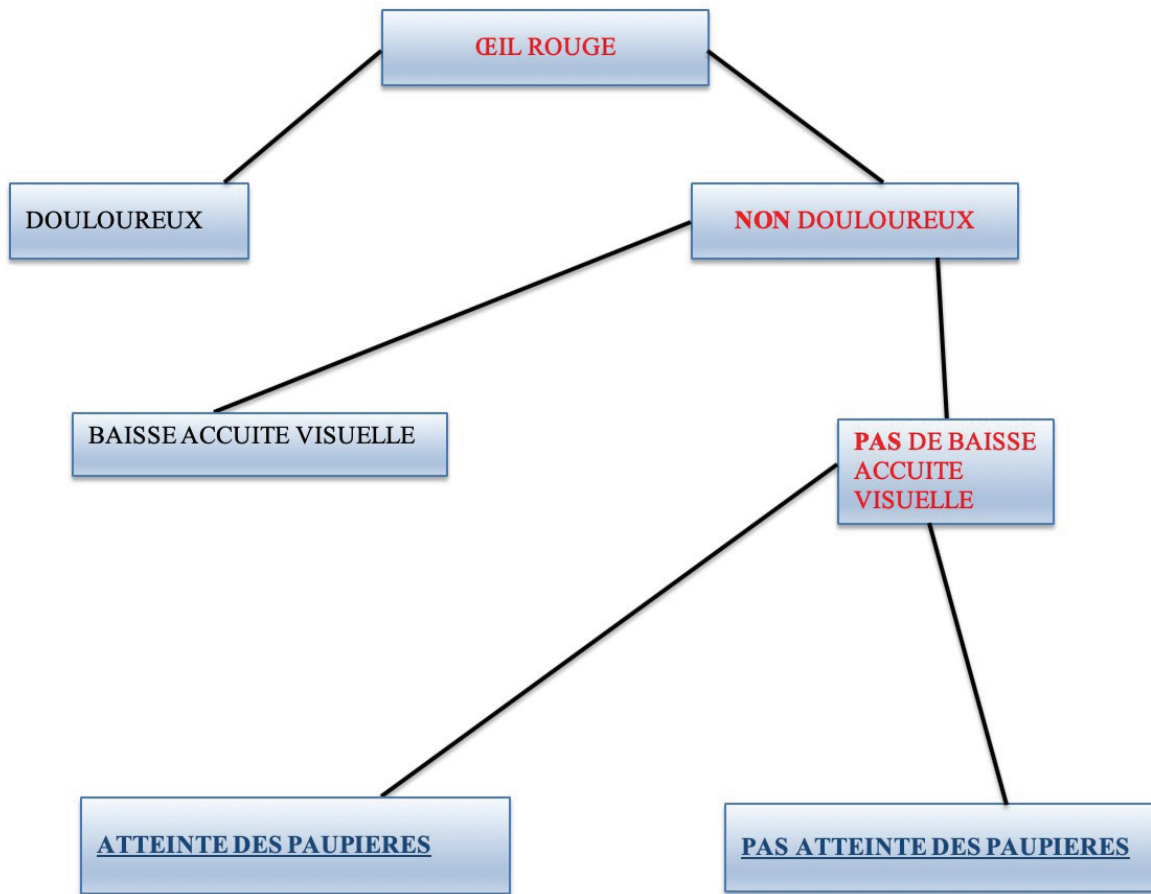 ŒIL ROUGE
DOULOUREUX
NON DOULOUREUX
BAISSE ACCUITE VISUELLE
PAS DE BAISSE
ACCUITE
VISUELLE
ATTEINTE DES PAUPIERES
PAS ATTEINTE DES PAUPIERES